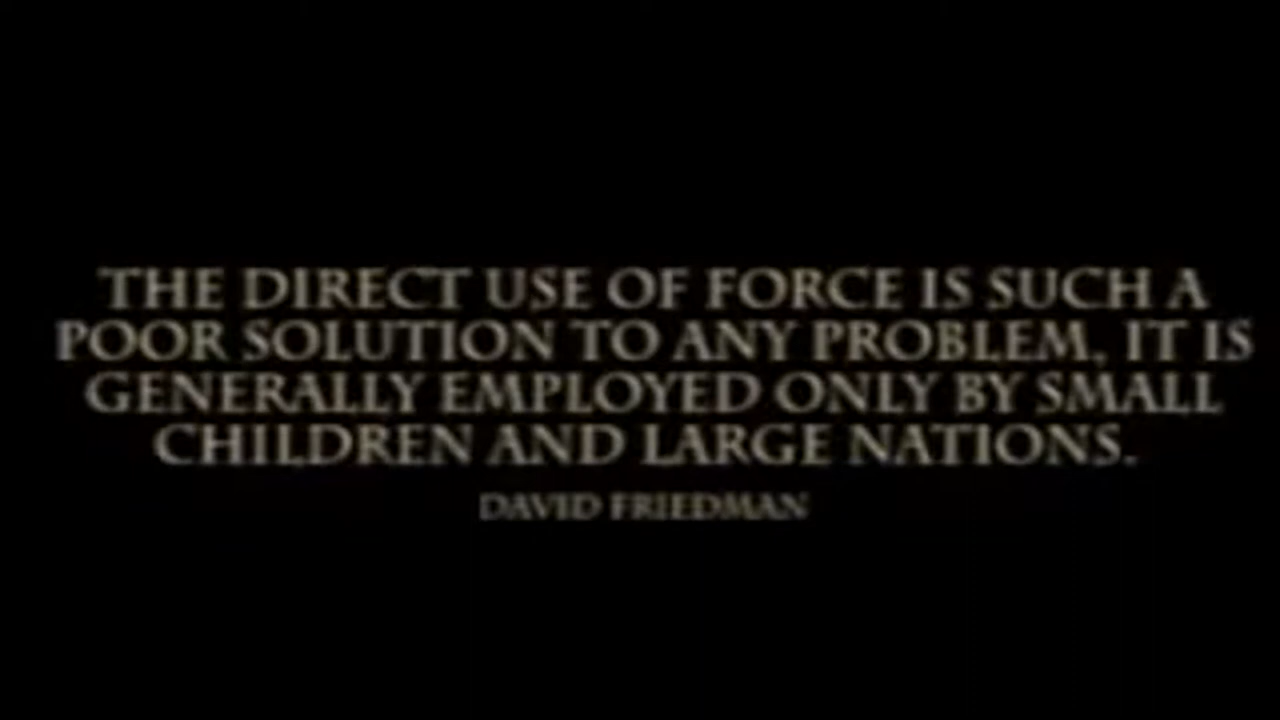 THE DIRECT USE OF FORCE IS SUCH A
POOR SOLUTION TO ANY PROBLEM, IT IS
GENERALLY EMPLOYED ONLY BY SMALL
CHILDREN AND LARGE NATIONS.
DAVID FRIEDMAN